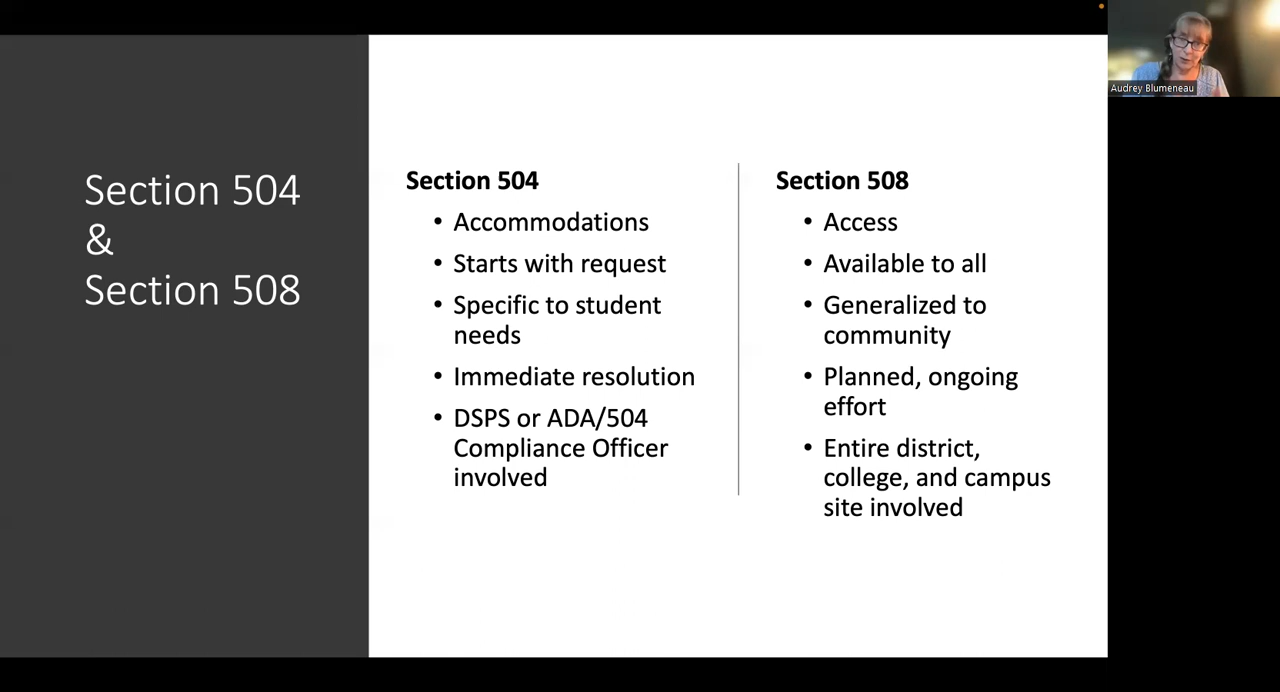 Section 504
&
Section 508
Section 504
• Accommodations
• Starts with request
• Specific to student
needs
• Immediate resolution
• DSPS or ADA/504
Compliance Officer
involved
Section 508
• Access
• Available to all
• Generalized to
community
• Planned, ongoing
effort
• Entire district,
college, and campus
site involved
Audrey Blumeneau